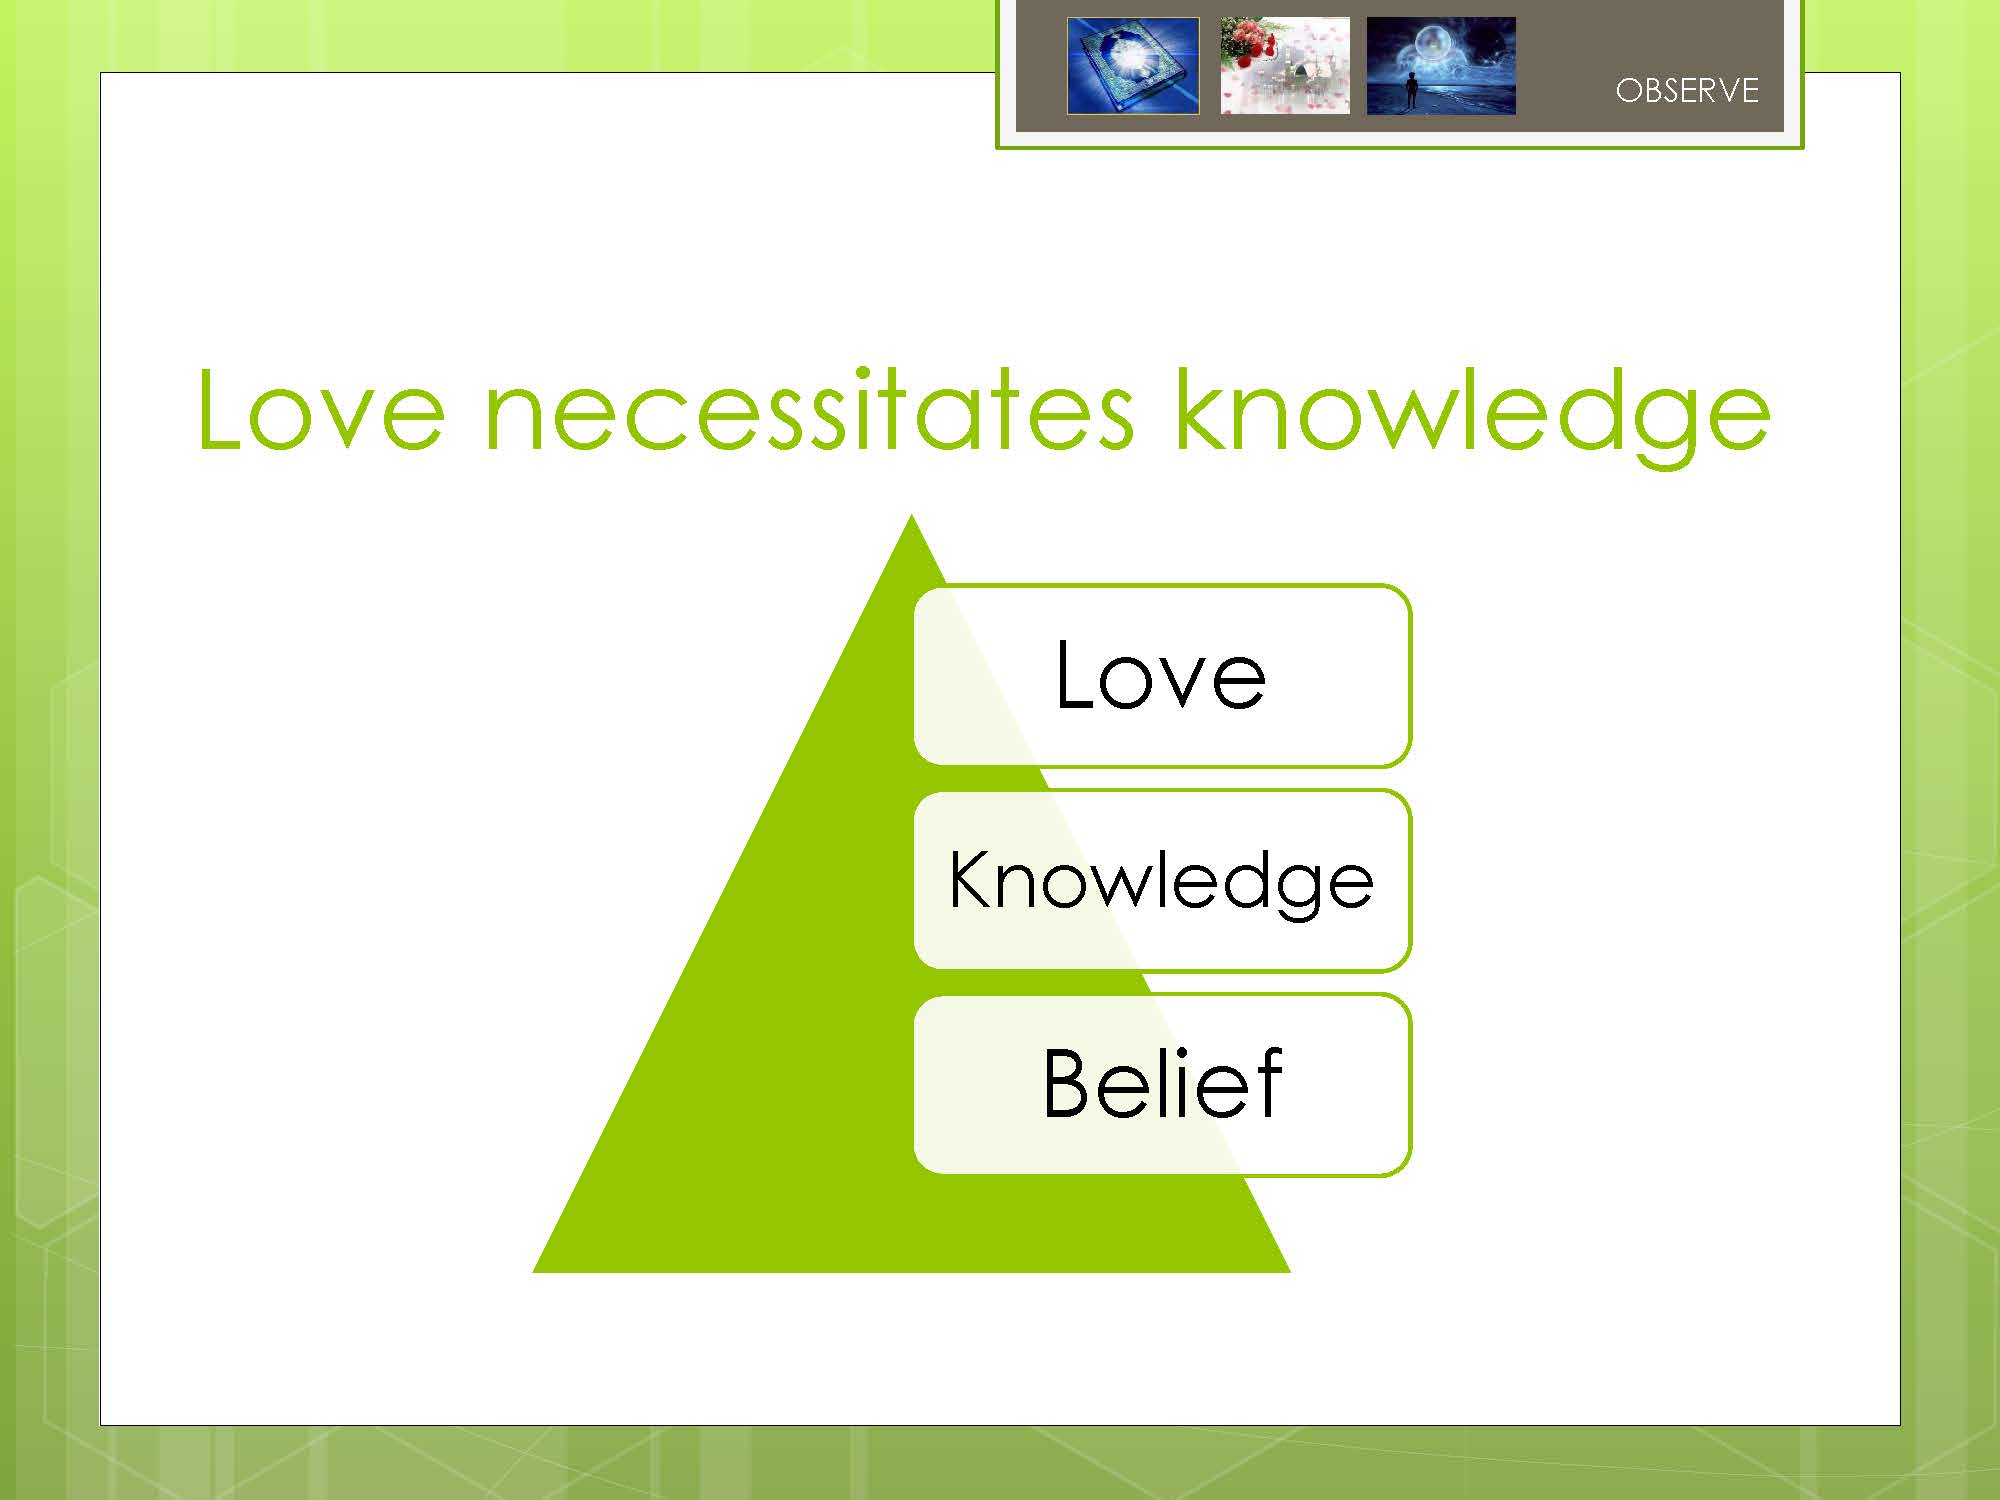 OBSERVE
Love necessitates knowledge
Love
Knowledge
Belief